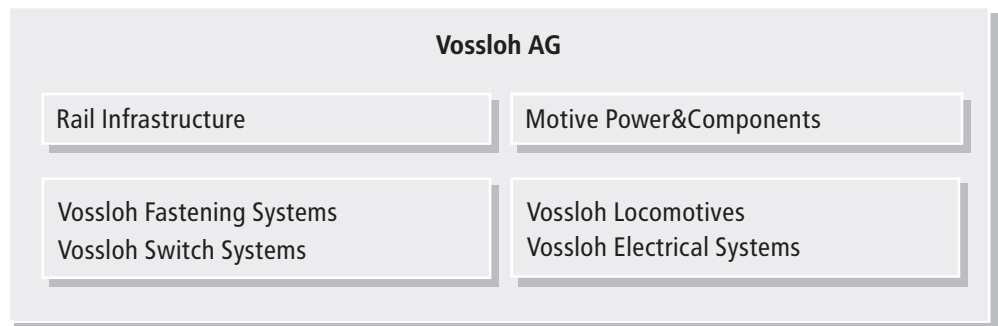 Vossloh AG
Rail Infrastructure
Motive Power&Components
Vossloh Fastening Systems
Vossloh Switch Systems
Vossloh Locomotives
Vossloh Electrical Systems